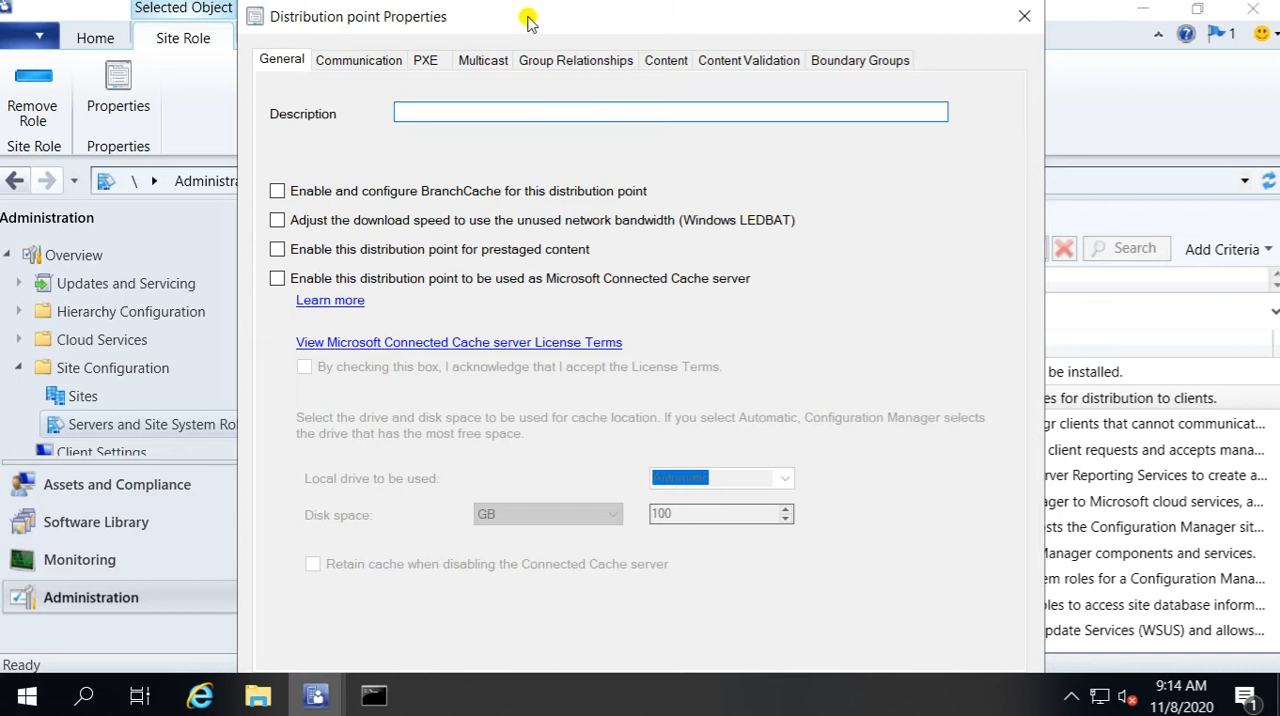 Selected Object
Distribution point Properties
Home
Site Role
1
General
Communication
PXE
Multicast
Group Relationships
Content
Content Validation
Boundary Groups
Remove
Role
Properties
Site Role
Properties
Description
\
Administra
Enable and configure BranchCache for this distribution point
Adjust the download speed to use the unused network bandwidth (Windows LEDBAT)
Enable this distribution point for prestaged content
Enable this distribution point to be used as Microsoft Connected Cache server
Learn more
View Microsoft Connected Cache server License Terms
By checking this box, I acknowledge that I accept the License Terms.
Select the drive and disk space to be used for cache location. If you select Automatic, Configuration Manager selects
the drive that has the most free space.
Local drive to be used:
Automatic
Disk space:
GB
100
Retain cache when disabling the Connected Cache server
Administration
Overview
Updates and Servicing
Hierarchy Configuration
Cloud Services
Site Configuration
Sites
Servers and Site System Ro
Client Settings
Assets and Compliance
Software Library
Monitoring
Administration
Ready
Search
Add Criteria
be installed.
es for distribution to clients.
gr clients that cannot communicat...
client requests and accepts mana...
ver Reporting Services to create a...
ager to Microsoft cloud services, a...
sts the Configuration Manager sit...
Manager components and services.
em roles for a Configuration Mana...
oles to access site database inform...
pdate Services (WSUS) and allows...
9:14 AM
11/8/2020
1